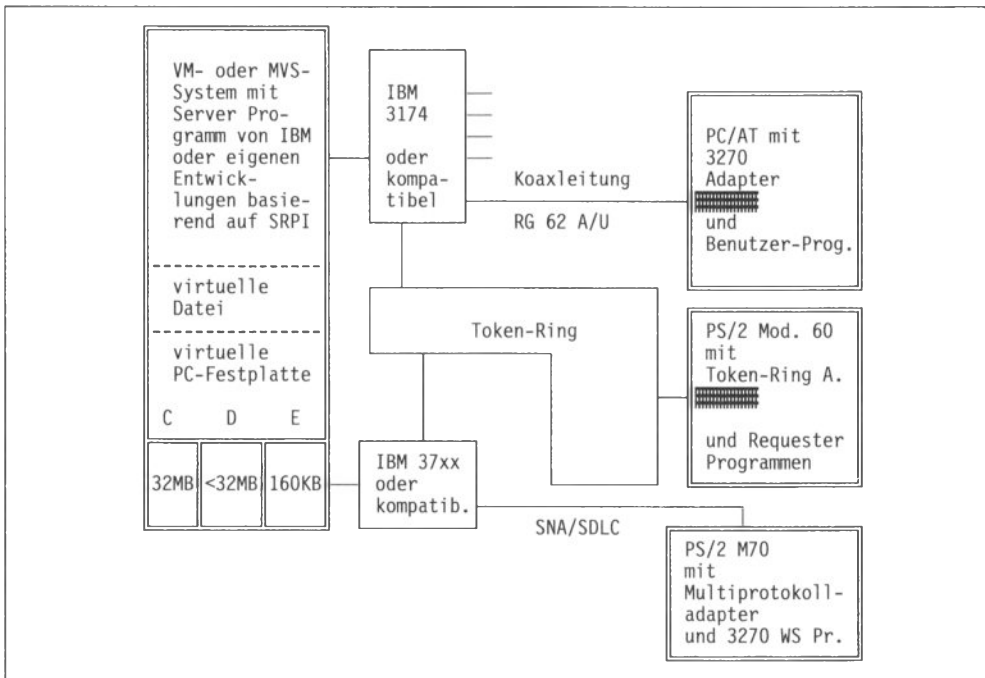 VM- oder MVS-
System mit
Server Pro-
gramm von IBM
oder eigenen
Entwick-
lungen basie-
rend auf SRPI
virtuelle
Datei
virtuelle
PC-Festplatte
C D E
32MB <32MB 160KB
IBM
3174
oder
kompa-
tibel
Koaxleitung
RG 62 A/U
PC/AT mit
3270
Adapter
und
Benutzer-Prog.
Token-Ring
PS/2 Mod. 60
mit
Token-Ring A.
und Requester
Programmen
IBM 37xx
oder
kompatib.
SNA/SDLC
PS/2 M70
mit
Multiprotokoll-
adapter
und 3270 WS Pr.